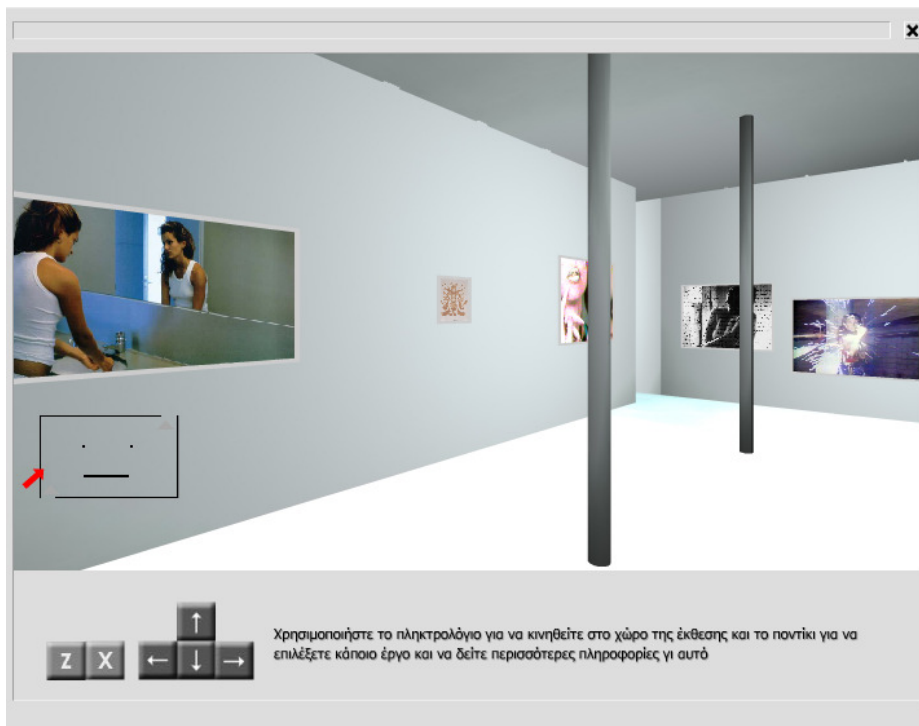 Z X
Χρησιμοποιήστε το πληκτρολόγιο για να κινηθείτε στο χώρο της έκθεσης και το ποντίκι για να
επιλέξετε κάποιο έργο και να δείτε περισσότερες πληροφορίες γι αυτό